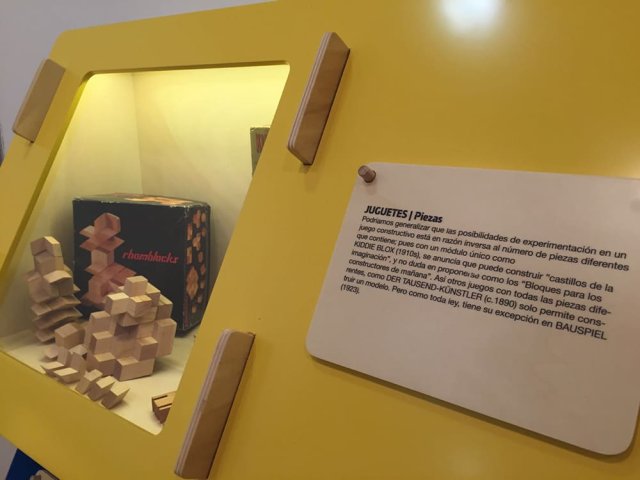 rhomblocks
JUGUETES | Piezas
Podríamos generalizar que las posibilidades de experimentación en un
juego constructivo está en razón inversa al número de piezas diferentes
que contiene; pues con un módulo único como
KIDDIE BLOX (1910s), se anuncia que puede construir "castillos de la
imaginación", y no duda en proponerse como los "Bloques para los
constructores de mañana". Así otros juegos con todas las piezas dife-
rentes, como DER TAUSEND-KÜNSTLER (c.1890) solo permite cons-
truir un modelo. Pero como toda ley, tiene su excepción en BAUSPIEL
(1923).